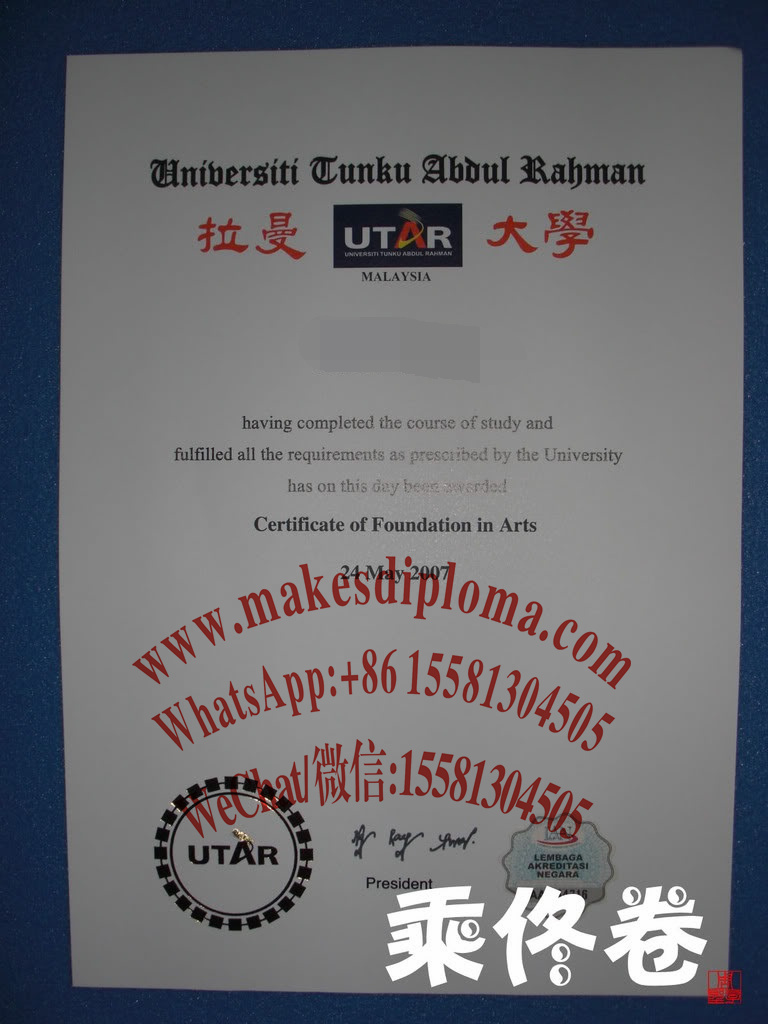 Universiti Tunku Abdul Rahman
拉曼 UTAR 大學
UNIVERSITI TUNKU ABDUL RAHMAN
MALAYSIA
having completed the course of study and
fulfilled all the requirements as prescribed by the University
has on this day been awarded
Certificate of Foundation in Arts
24 May 2007
www.makesdiploma.com
WhatsApp:+86 15581304505
WeChat/微信:15581304505
UTAR
President
LEMBAGA
AKREDITASI
NEGARA
乘佟卷